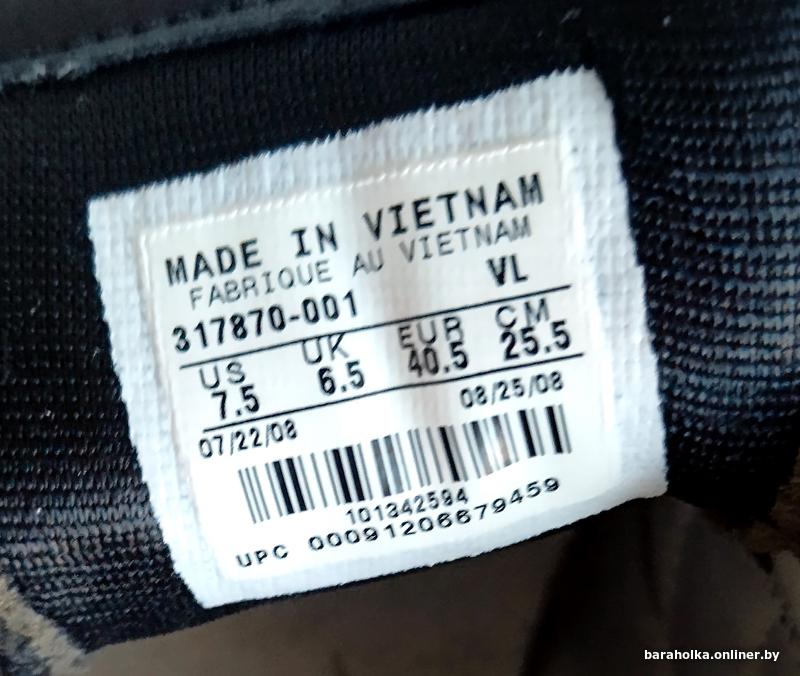 MADE IN VIETNAM
FABRIQUE AU VIETNAM
317870-001 VL
US UK EUR CM
7.5 6.5 40.5 25.5
07/22/08 08/25/08
101342594
UPC 00091206679459
baraholka.onliner.by